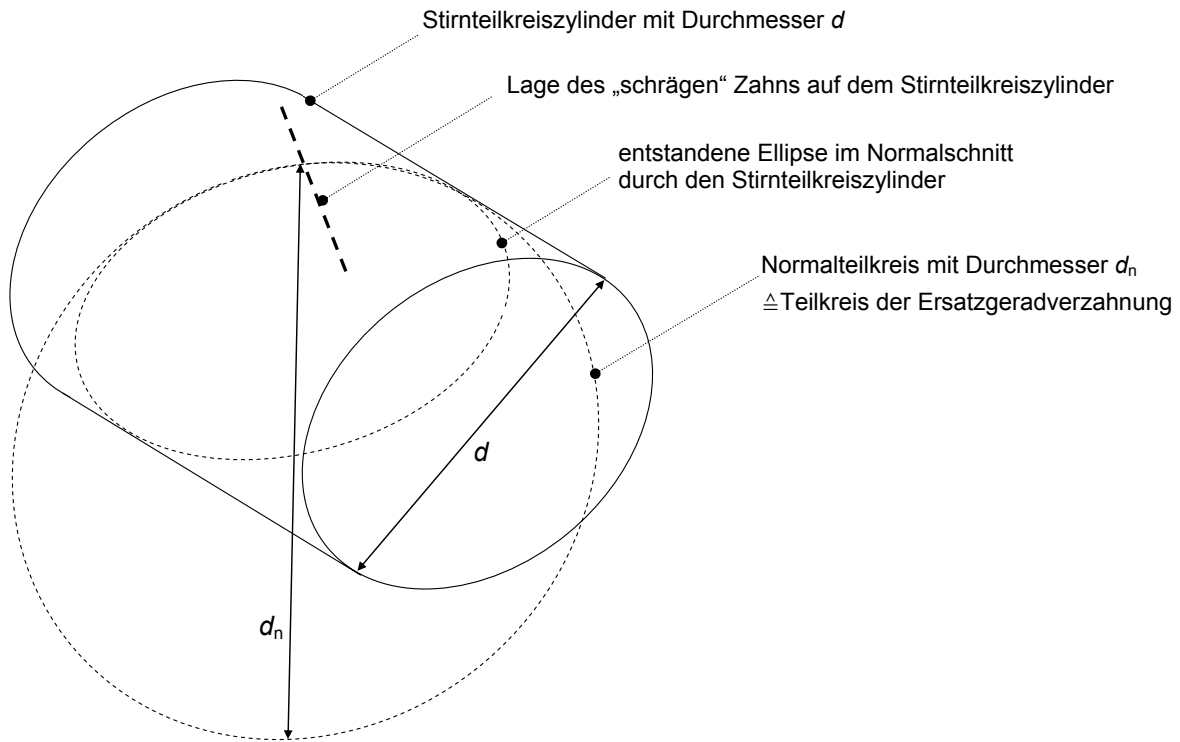 Stirnteilkreiszylinder mit Durchmesser d
Lage des „schrägen“ Zahns auf dem Stirnteilkreiszylinder
entstandene Ellipse im Normalschnitt
durch den Stirnteilkreiszylinder
Normalteilkreis mit Durchmesser dn
≙Teilkreis der Ersatzgeradverzahnung
d
dn